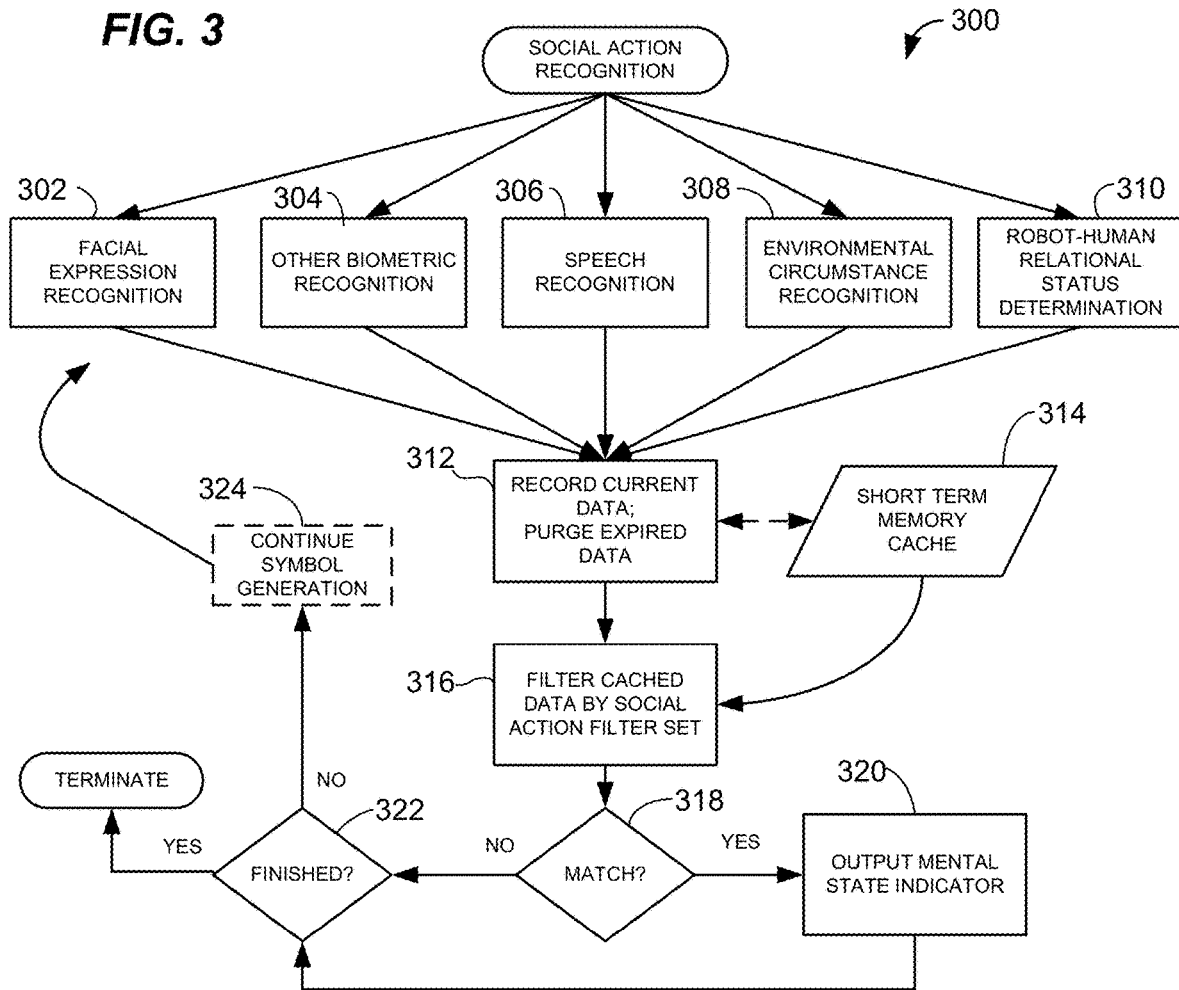 FIG. 3
300
SOCIAL ACTION
RECOGNITION
302
304
306
308
310
FACIAL
EXPRESSION
RECOGNITION
OTHER BIOMETRIC
RECOGNITION
SPEECH
RECOGNITION
ENVIRONMENTAL
CIRCUMSTANCE
RECOGNITION
ROBOT-HUMAN
RELATIONAL
STATUS
DETERMINATION
312
RECORD CURRENT
DATA;
PURGE EXPIRED
DATA
314
SHORT TERM
MEMORY
CACHE
324
CONTINUE
SYMBOL
GENERATION
316
FILTER CACHED
DATA BY SOCIAL
ACTION FILTER SET
TERMINATE
NO
322
318
320
YES
FINISHED?
NO
MATCH?
YES
OUTPUT MENTAL
STATE INDICATOR